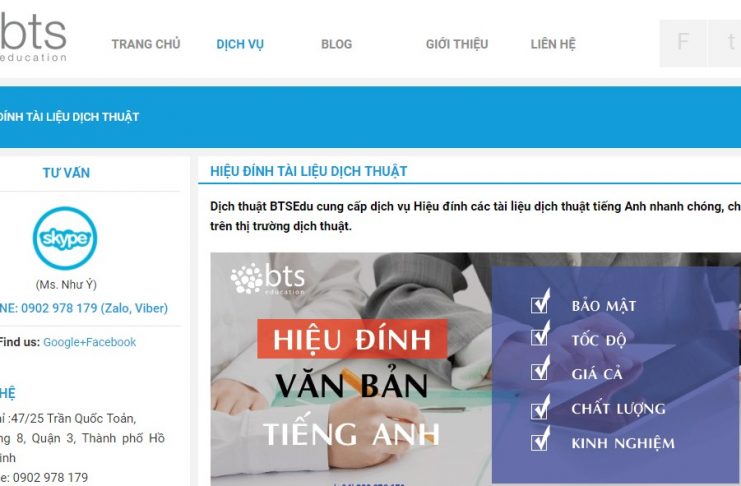 bts
education
TRANG CHỦ
DỊCH VỤ
BLOG
GIỚI THIỆU
LIÊN HỆ
F
t
ĐÍNH TÀI LIỆU DỊCH THUẬT
TƯ VẤN
skype
(Ms. Như Ý)
NE: 0902 978 179 (Zalo, Viber)
Find us: Google+Facebook
HỆ
ỉ :47/25 Trần Quốc Toản,
g 8, Quận 3, Thành phố Hồ
inh
e: 0902 978 179
HIỆU ĐÍNH TÀI LIỆU DỊCH THUẬT
Dịch thuật BTSEdu cung cấp dịch vụ Hiệu đính các tài liệu dịch thuật tiếng Anh nhanh chóng, ch
trên thị trường dịch thuật.
bts
education
HIỆU ĐÍNH
VĂN BẢN
TIẾNG ANH
BẢO MẬT
TỐC ĐỘ
GIÁ CẢ
CHẤT LƯỢNG
KINH NGHIỆM